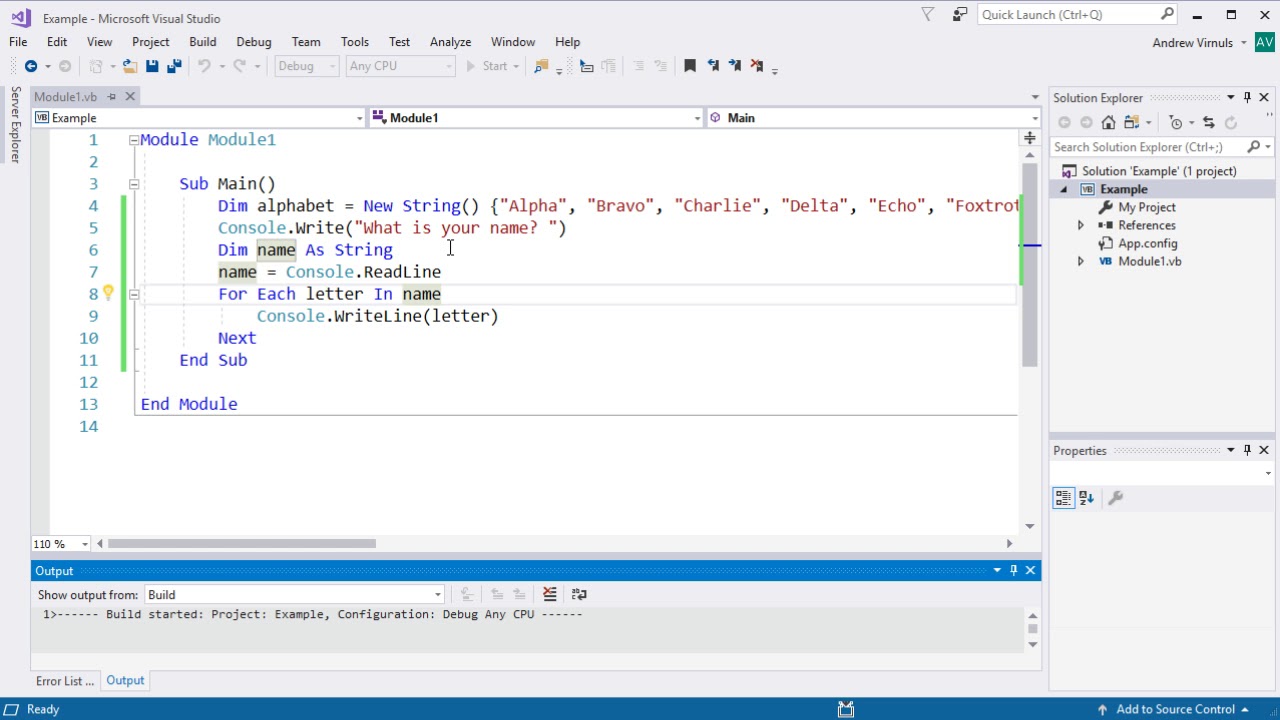 Example - Microsoft Visual Studio
Quick Launch (Ctrl+Q)
File Edit View Project Build Debug Team Tools Test Analyze Window Help
Andrew Virnuls AV
Debug Any CPU Start
Server Explorer
Module1.vb
Example Module1 Main
1 Module Module1
2
3 Sub Main()
4 Dim alphabet = New String() {"Alpha", "Bravo", "Charlie", "Delta", "Echo", "Foxtrot
5 Console.Write("What is your name? ")
6 Dim name As String
7 name = Console.ReadLine
8 For Each letter In name
9 Console.WriteLine(letter)
10 Next
11 End Sub
12
13 End Module
14
110 %
Solution Explorer
Search Solution Explorer (Ctrl+;)
Solution 'Example' (1 project)
VB Example
My Project
References
App.config
VB Module1.vb
Properties
Output
Show output from: Build
1>------ Build started: Project: Example, Configuration: Debug Any CPU ------
Error List ... Output
Ready
Add to Source Control